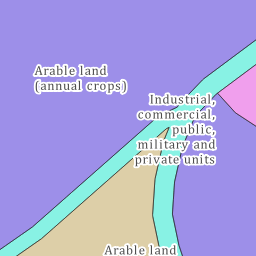 Arable land
(annual crops)
Industrial,
commercial,
public,
military and
private units
Arable land